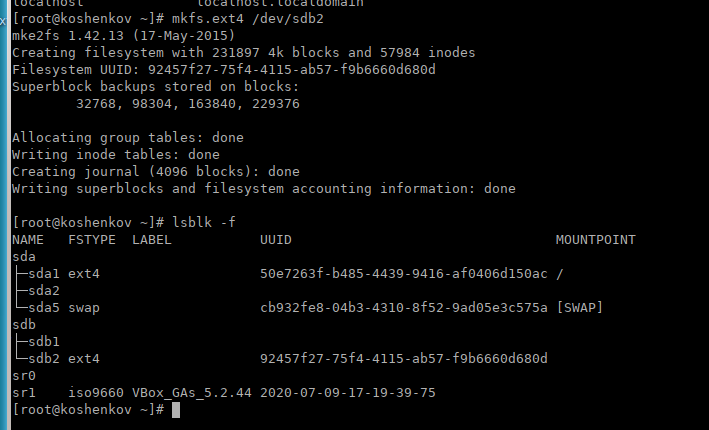 localhost localhost.localdomain
[root@koshenkov ~]# mkfs.ext4 /dev/sdb2
mke2fs 1.42.13 (17-May-2015)
Creating filesystem with 231897 4k blocks and 57984 inodes
Filesystem UUID: 92457f27-75f4-4115-ab57-f9b6660d680d
Superblock backups stored on blocks:
        32768, 98304, 163840, 229376

Allocating group tables: done
Writing inode tables: done
Creating journal (4096 blocks): done
Writing superblocks and filesystem accounting information: done

[root@koshenkov ~]# lsblk -f
NAME   FSTYPE  LABEL           UUID                                 MOUNTPOINT
sda
├─sda1 ext4                    50e7263f-b485-4439-9416-af0406d150ac /
├─sda2
└─sda5 swap                    cb932fe8-04b3-4310-8f52-9ad05e3c575a [SWAP]
sdb
├─sdb1
└─sdb2 ext4                    92457f27-75f4-4115-ab57-f9b6660d680d
sr0
sr1    iso9660 VBox_GAs_5.2.44 2020-07-09-17-19-39-75
[root@koshenkov ~]#